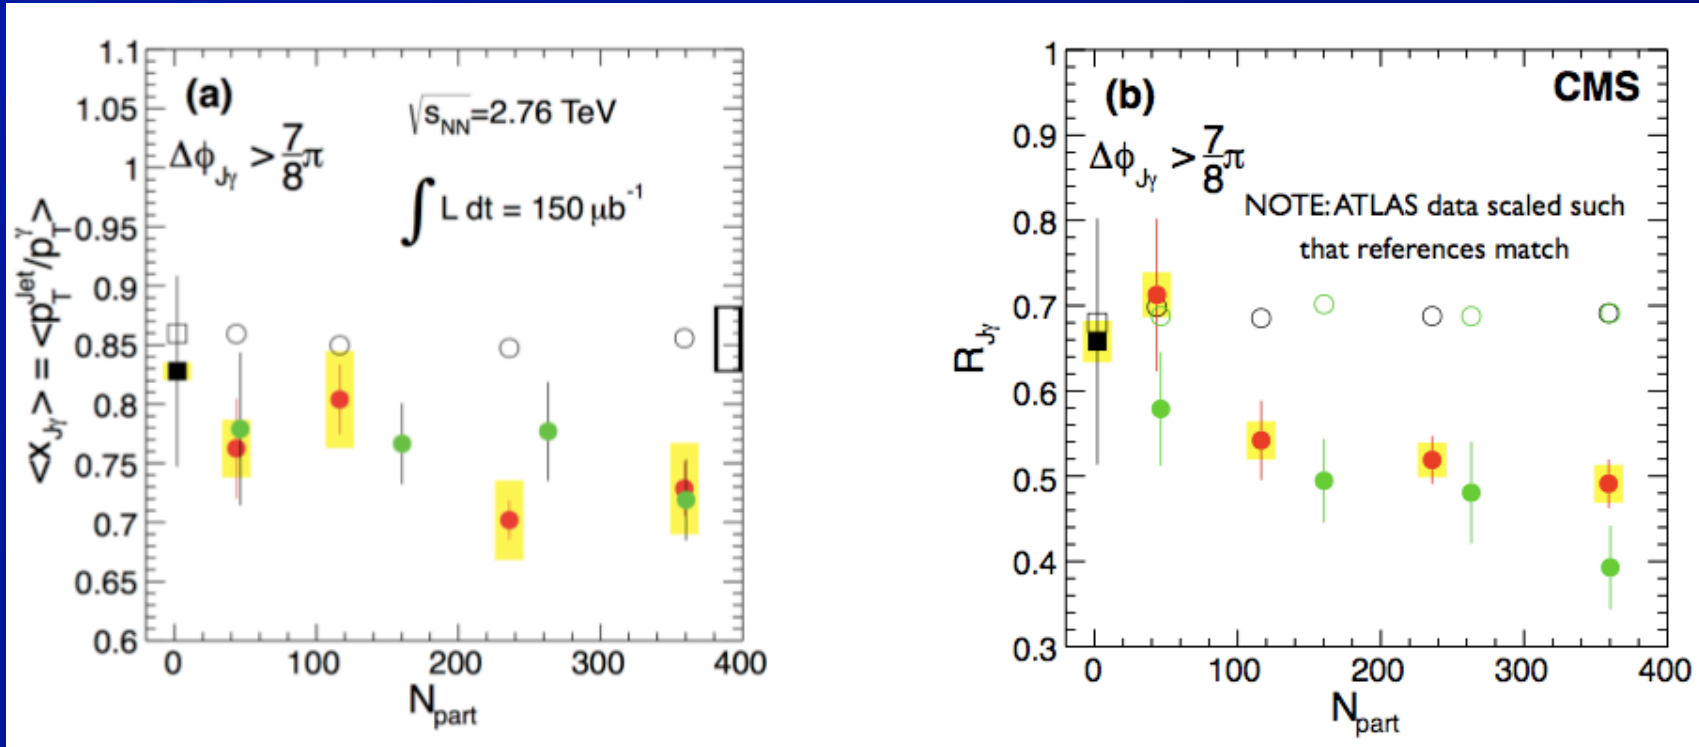 (a)
√s_NN=2.76 TeV
Δϕ_Jγ > 7/8 π
∫ L dt = 150 μb⁻¹
<x_Jγ> = <p_T^Jet/p_T^γ>
1.1
1.05
1
0.95
0.9
0.85
0.8
0.75
0.7
0.65
0.6
0 100 200 300 400
N_part
(b)
CMS
Δϕ_Jγ > 7/8 π
NOTE: ATLAS data scaled such
that references match
R_Jγ
1
0.9
0.8
0.7
0.6
0.5
0.4
0.3
0 100 200 300 400
N_part